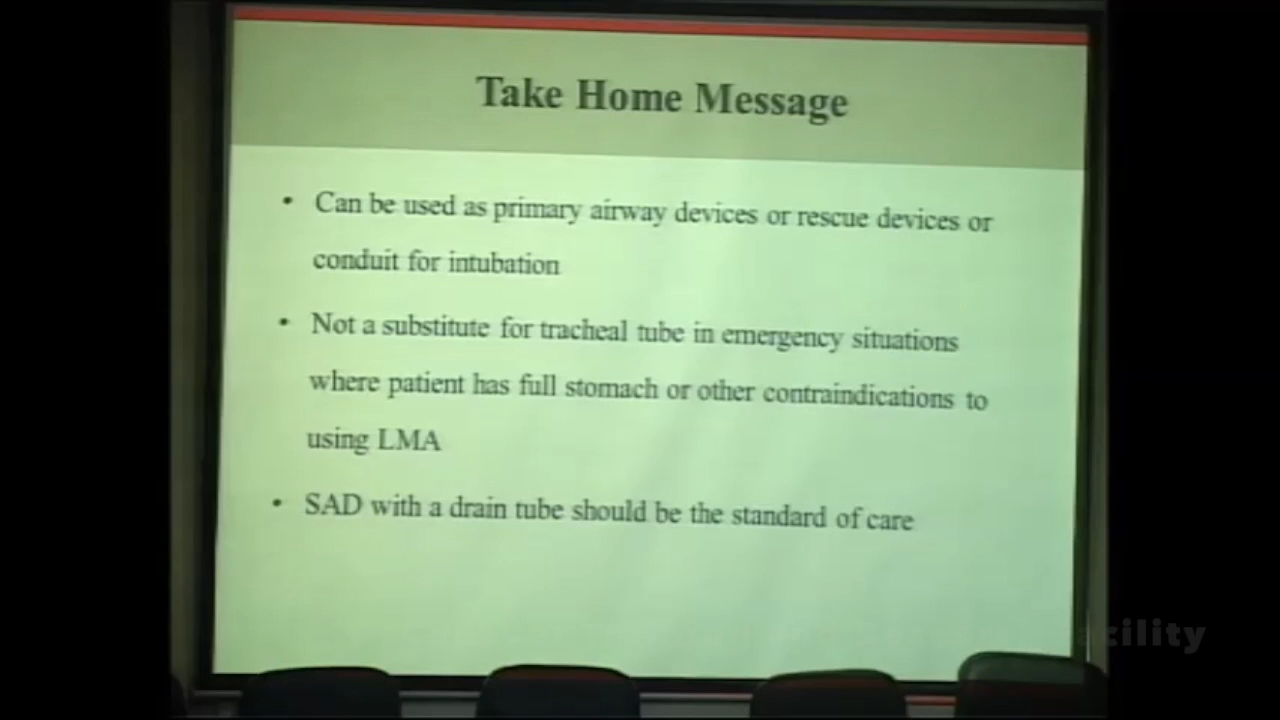 Take Home Message
• Can be used as primary airway devices or rescue devices or
conduit for intubation
• Not a substitute for tracheal tube in emergency situations
where patient has full stomach or other contraindications to
using LMA
• SAD with a drain tube should be the standard of care
cility